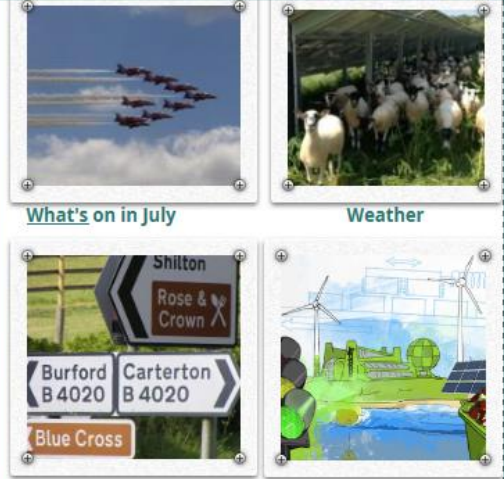 What's on in July
Weather
Shilton
Rose &
Crown
Burford
B 4020
Carterton
B 4020
Blue Cross